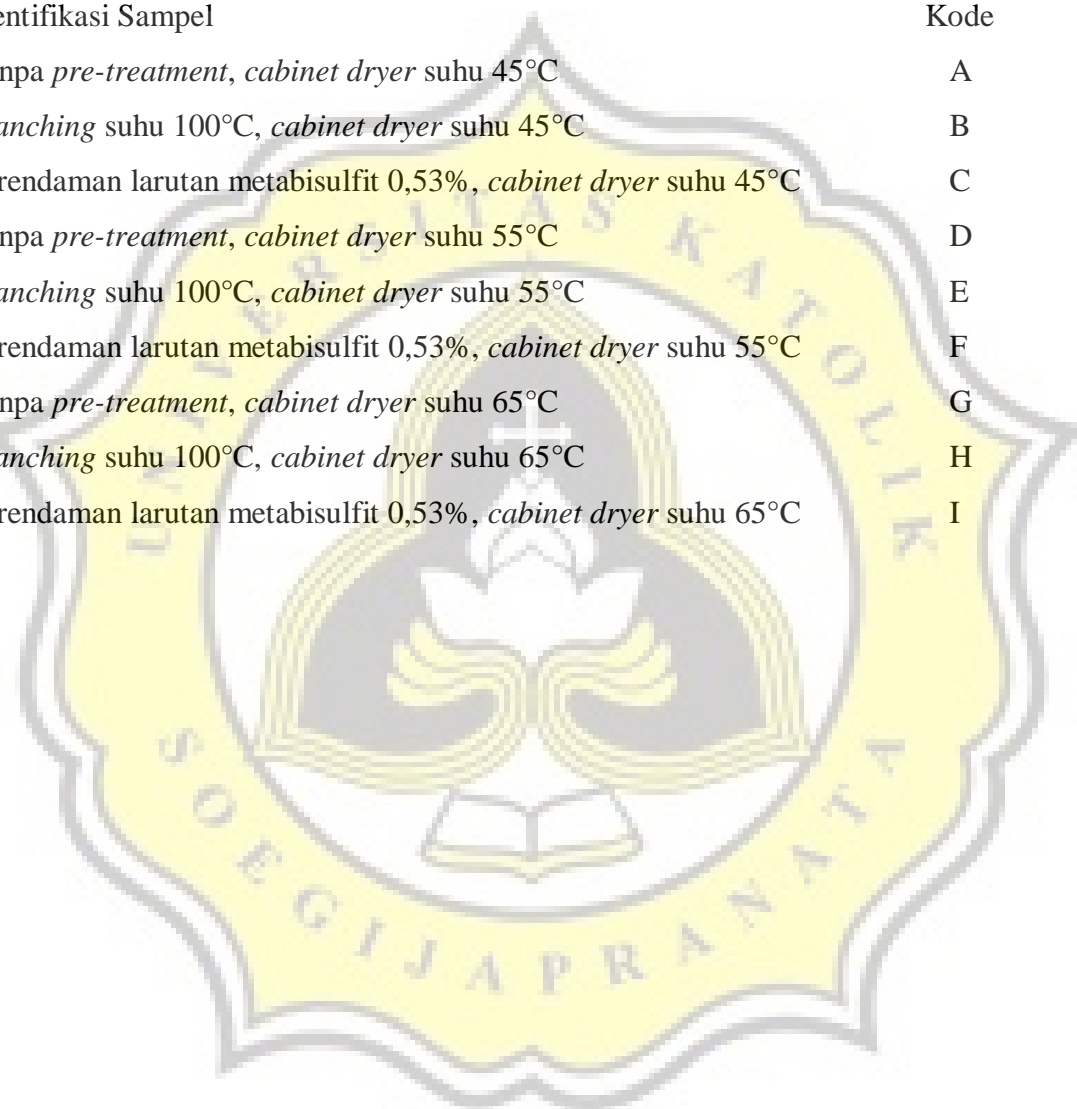 entifikasi Sampel Kode
npa pre-treatment, cabinet dryer suhu 45°C A
anching suhu 100°C, cabinet dryer suhu 45°C B
rendaman larutan metabisulfit 0,53%, cabinet dryer suhu 45°C C
npa pre-treatment, cabinet dryer suhu 55°C D
anching suhu 100°C, cabinet dryer suhu 55°C E
rendaman larutan metabisulfit 0,53%, cabinet dryer suhu 55°C F
npa pre-treatment, cabinet dryer suhu 65°C G
anching suhu 100°C, cabinet dryer suhu 65°C H
rendaman larutan metabisulfit 0,53%, cabinet dryer suhu 65°C I
UNIVERSITAS KATOLIK
SOEGIJAPRANATA